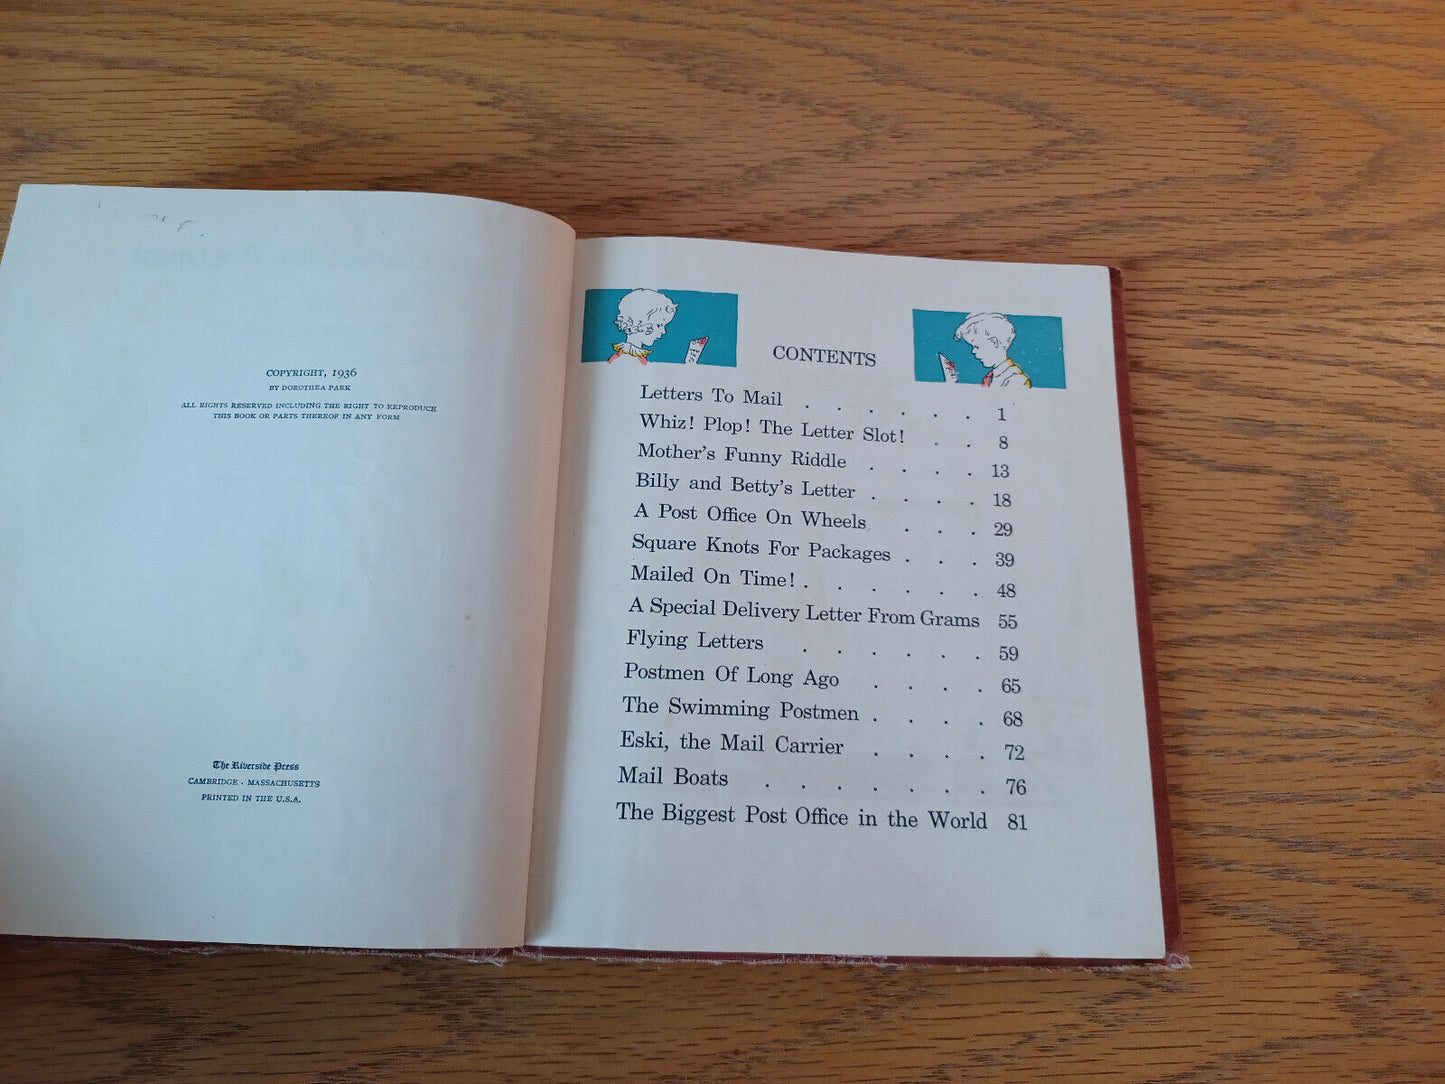 COPYRIGHT, 1936
BY DOROTHEA PARK
ALL RIGHTS RESERVED INCLUDING THE RIGHT TO REPRODUCE
THIS BOOK OR PARTS THEREOF IN ANY FORM
The Riverside Press
CAMBRIDGE · MASSACHUSETTS
PRINTED IN THE U.S.A.
CONTENTS
Letters To Mail . . . . . . 1
Whiz! Plop! The Letter Slot! . . 8
Mother's Funny Riddle . . . . 13
Billy and Betty's Letter . . . . 18
A Post Office On Wheels . . . 29
Square Knots For Packages . . . 39
Mailed On Time! . . . . . . 48
A Special Delivery Letter From Grams 55
Flying Letters . . . . . . 59
Postmen Of Long Ago . . . . 65
The Swimming Postmen . . . . 68
Eski, the Mail Carrier . . . . 72
Mail Boats . . . . . . . 76
The Biggest Post Office in the World 81